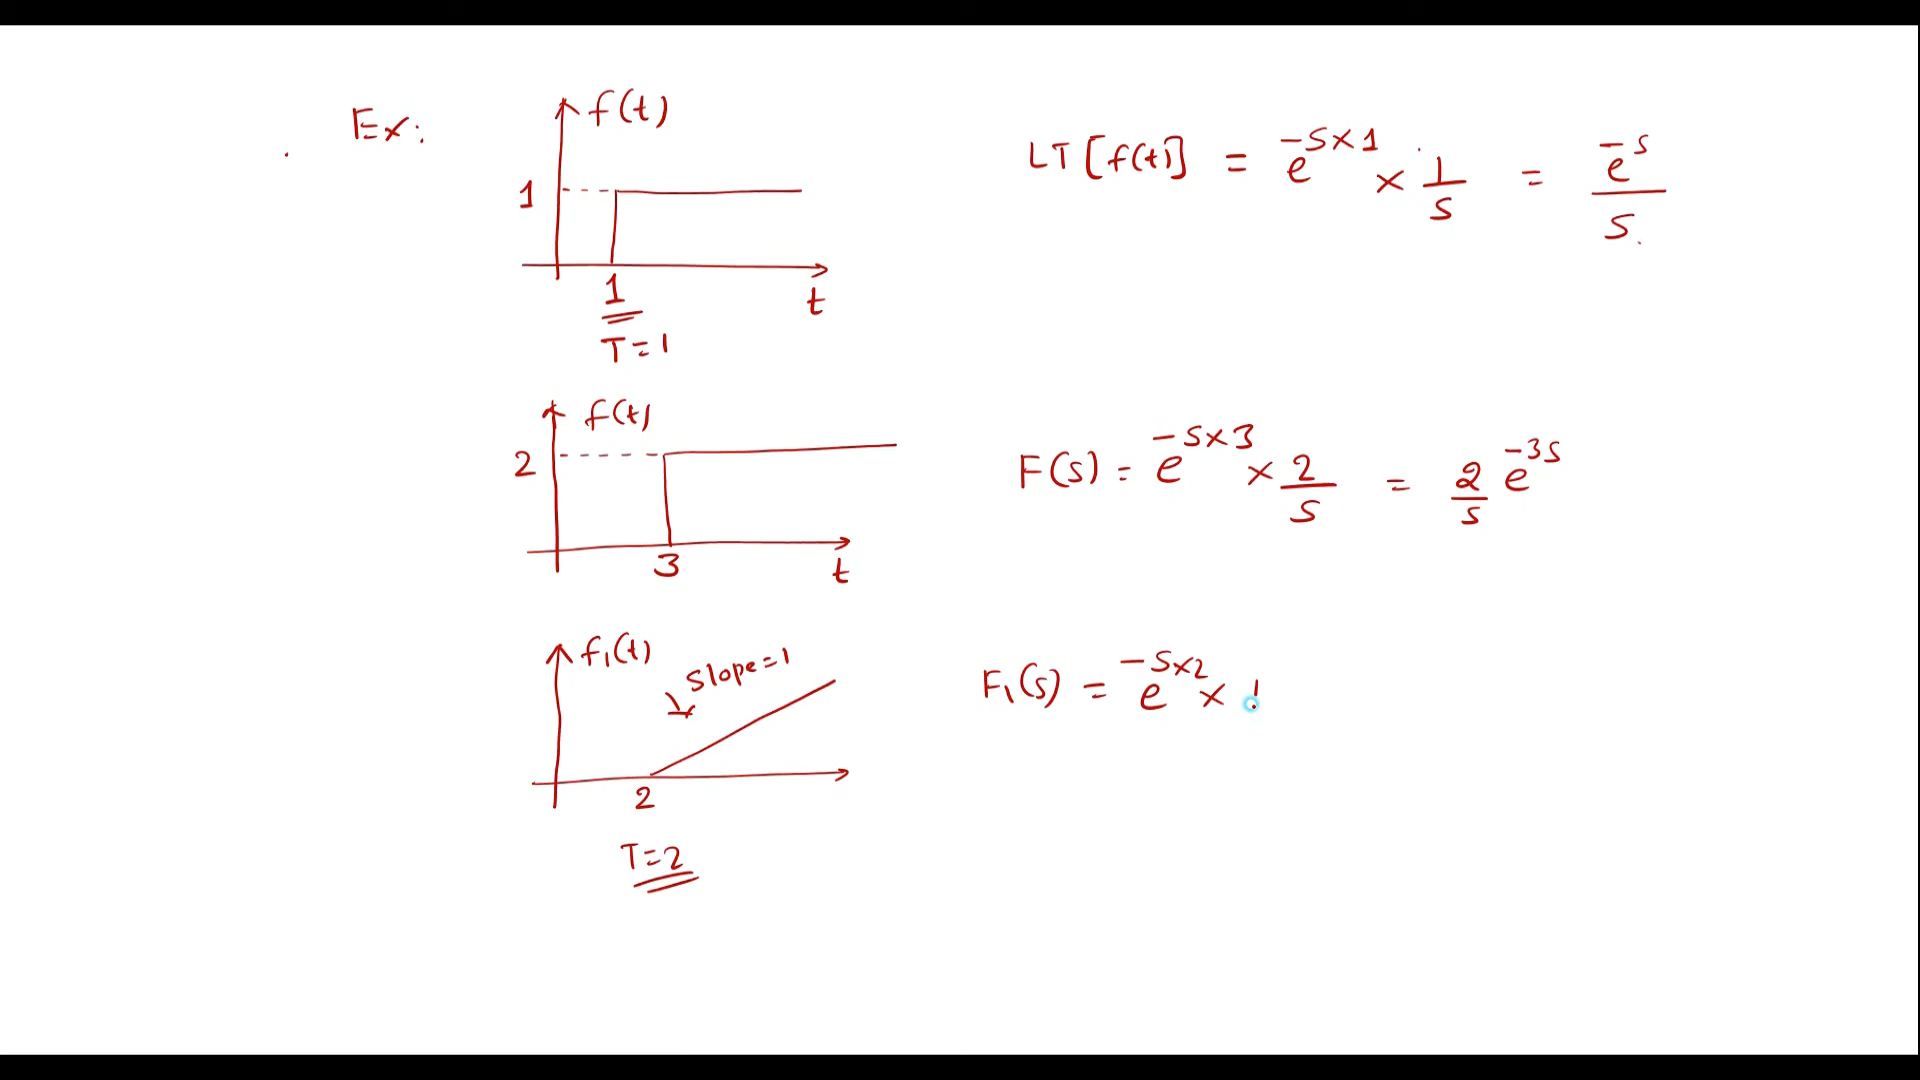 Ex:
f(t)
1
1
t
T=1
LT[f(t)] = e^{-s×1} × 1/s = e^{-s}/s.
f(t)
2
3
t
F(s) = e^{-s×3} × 2/s = 2/s e^{-3s}
f₁(t)
slope=1
2
T=2
F₁(s) = e^{-s×2} × 1